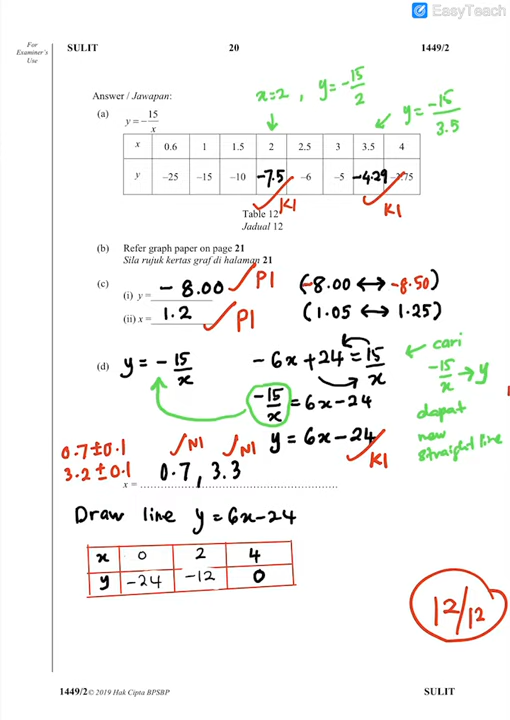 EasyTeach
For
Examiner's
Use
SULIT 20 1449/2
Answer / Jawapan:
x=2 , y = -15/2
y = -15/3.5
(a) y = -15/x
x 0.6 1 1.5 2 2.5 3 3.5 4
y –25 –15 –10 -7.5 –6 –5 -4.29 –3.75
K1 K1
Table 12
Jadual 12
(b) Refer graph paper on page 21
Sila rujuk kertas graf di halaman 21
(c) (i) y = -8.00 P1 (-8.00 ↔ -8.50)
(ii) x = 1.2 P1 (1.05 ↔ 1.25)
(d) y = -15/x
-6x + 24 = 15/x
-15/x = 6x - 24
y = 6x - 24 K1
← cari
-15/x → y
dapat
new
straight line
0.7 ± 0.1 N1 N1
3.2 ± 0.1
x = 0.7, 3.3
Draw line y = 6x - 24
x 0 2 4
y -24 -12 0
12/12
1449/2 © 2019 Hak Cipta BPSBP SULIT